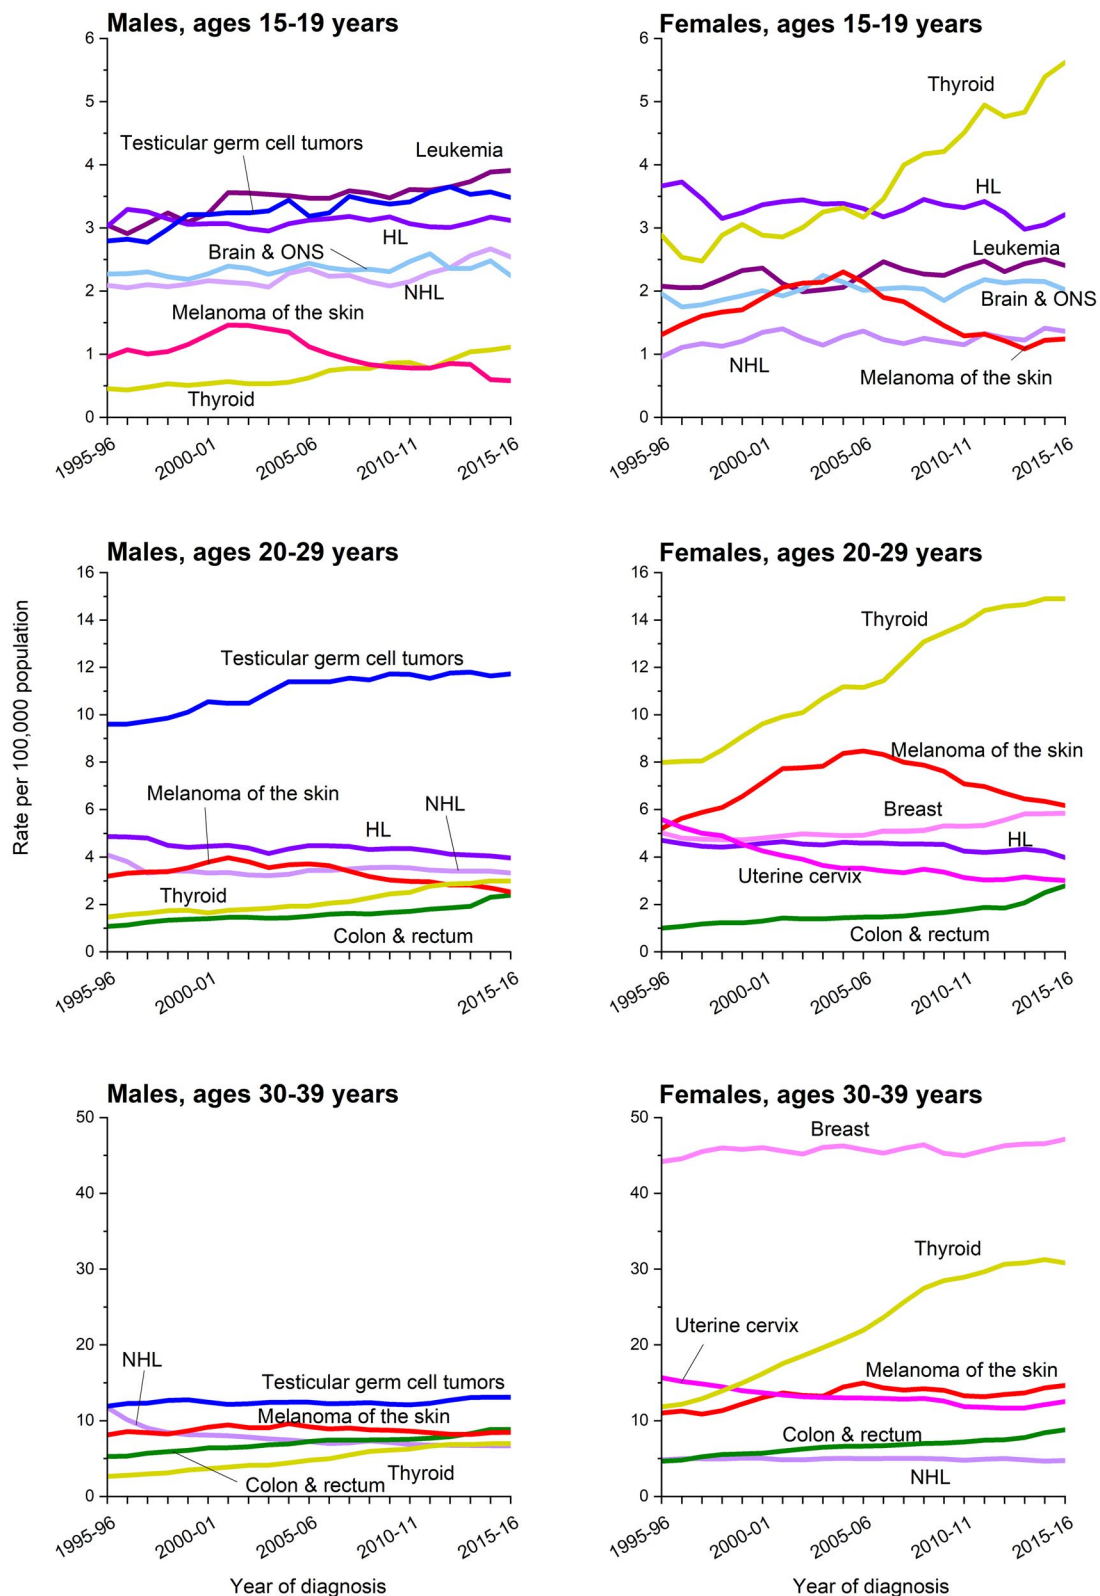 Males, ages 15-19 years
6
5
4
3
2
1
0
Testicular germ cell tumors
Leukemia
HL
Brain & ONS
NHL
Melanoma of the skin
Thyroid
1995-96
2000-01
2005-06
2010-11
2015-16
Females, ages 15-19 years
6
5
4
3
2
1
0
Thyroid
HL
Leukemia
Brain & ONS
NHL
Melanoma of the skin
1995-96
2000-01
2005-06
2010-11
2015-16
Rate per 100,000 population
Males, ages 20-29 years
16
14
12
10
8
6
4
2
0
Testicular germ cell tumors
Melanoma of the skin
NHL
HL
Thyroid
Colon & rectum
1995-96
2000-01
2015-16
Females, ages 20-29 years
16
14
12
10
8
6
4
2
0
Thyroid
Melanoma of the skin
Breast
HL
Uterine cervix
Colon & rectum
1995-96
2000-01
2005-06
2010-11
2015-16
Males, ages 30-39 years
50
40
30
20
10
0
NHL
Testicular germ cell tumors
Melanoma of the skin
Thyroid
Colon & rectum
1995-96
2000-01
2005-06
2010-11
2015-16
Year of diagnosis
Females, ages 30-39 years
50
40
30
20
10
0
Breast
Thyroid
Uterine cervix
Melanoma of the skin
Colon & rectum
NHL
1995-96
2000-01
2005-06
2010-11
2015-16
Year of diagnosis